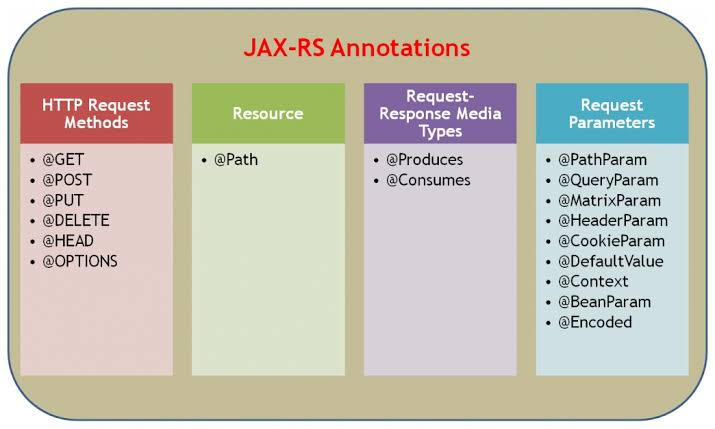 JAX-RS Annotations
HTTP Request
Methods
• @GET
• @POST
• @PUT
• @DELETE
• @HEAD
• @OPTIONS
Resource
• @Path
Request-
Response Media
Types
• @Produces
• @Consumes
Request
Parameters
• @PathParam
• @QueryParam
• @MatrixParam
• @HeaderParam
• @CookieParam
• @DefaultValue
• @Context
• @BeanParam
• @Encoded